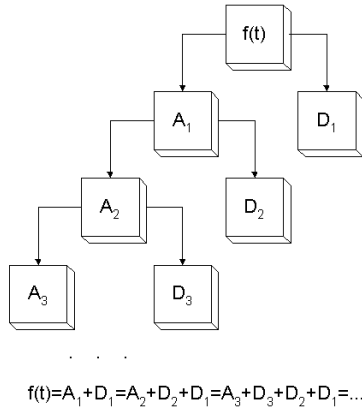 f(t)
A₁ D₁
A₂ D₂
A₃ D₃
. . .
f(t)=A₁+D₁=A₂+D₂+D₁=A₃+D₃+D₂+D₁=...